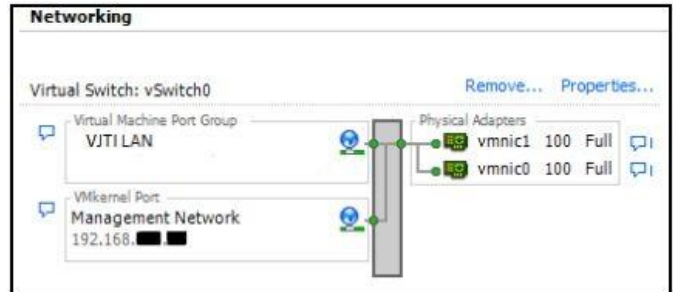 Networking
Virtual Switch: vSwitch0 Remove... Properties...
Virtual Machine Port Group
VJTI LAN
Physical Adapters
vmnic1 100 Full
vmnic0 100 Full
VMkernel Port
Management Network
192.168.